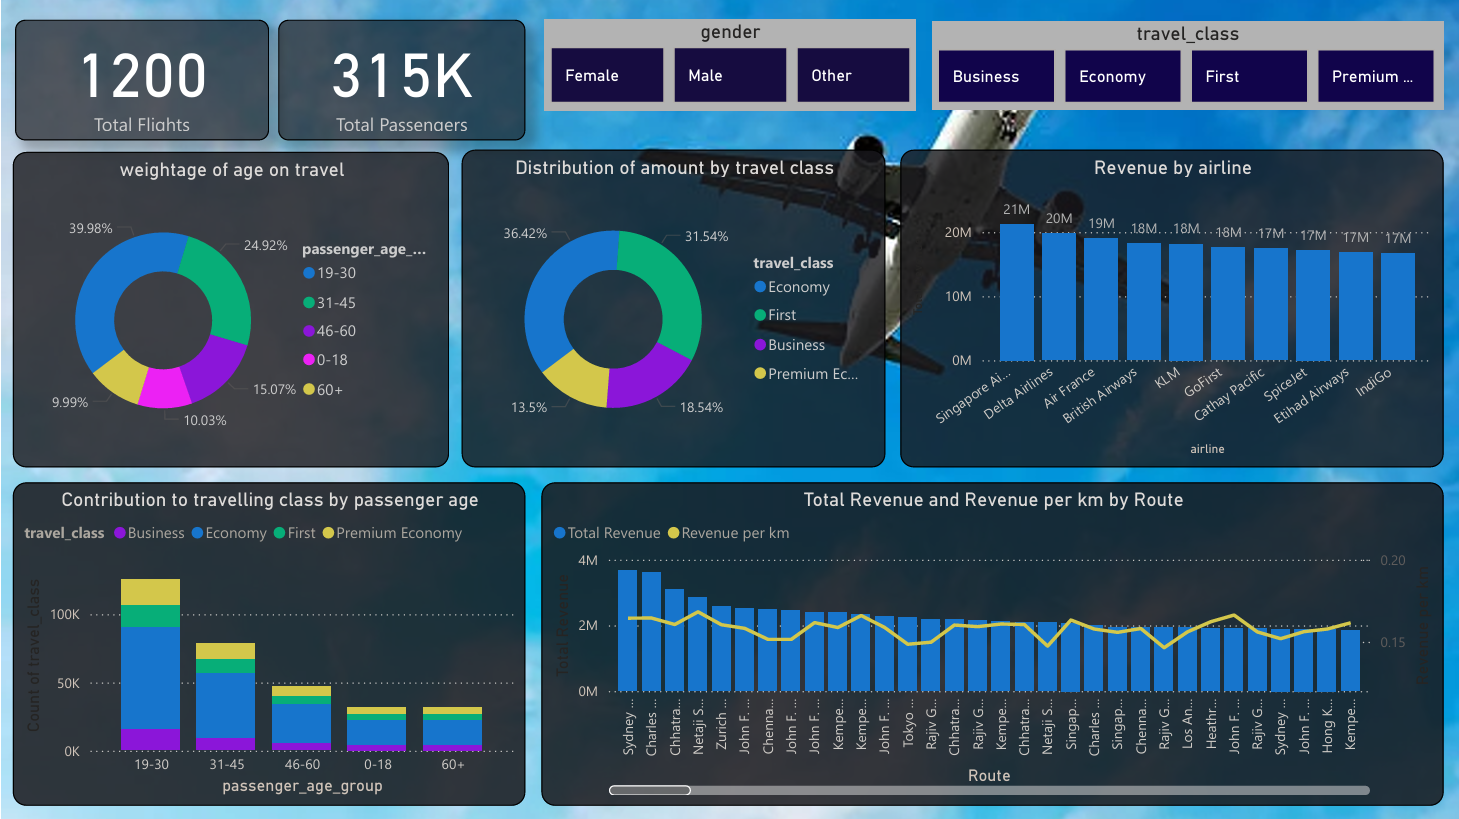 1200
Total Flights
315K
Total Passengers
gender
Female
Male
Other
travel_class
Business
Economy
First
Premium ...
weightage of age on travel
39.98%
24.92%
15.07%
10.03%
9.99%
passenger_age_...
19-30
31-45
46-60
0-18
60+
Distribution of amount by travel class
36.42%
31.54%
18.54%
13.5%
travel_class
Economy
First
Business
Premium Ec...
Revenue by airline
20M
10M
0M
21M
20M
19M
18M
18M
18M
17M
17M
17M
17M
Singapore Ai...
Delta Airlines
Air France
British Airways
KLM
GoFirst
Cathay Pacific
SpiceJet
Etihad Airways
IndiGo
airline
Contribution to travelling class by passenger age
travel_class Business Economy First Premium Economy
Count of travel_class
100K
50K
0K
19-30
31-45
46-60
0-18
60+
passenger_age_group
Total Revenue and Revenue per km by Route
Total Revenue Revenue per km
Total Revenue
4M
2M
0M
0.20
0.15
Sydney ...
Charles ...
Chhatra...
Netaji S...
Zurich ...
John F. ...
Chenna...
John F. ...
John F. ...
Kempe...
Kempe...
John F. ...
Tokyo ...
Rajiv G...
Chhatra...
Rajiv G...
Kempe...
Chhatra...
Netaji S...
Singap...
Charles ...
Singap...
Chenna...
Rajiv G...
Los An...
Heathr...
John F. ...
Rajiv G...
Sydney ...
John F. ...
Hong K...
Kempe...
Route